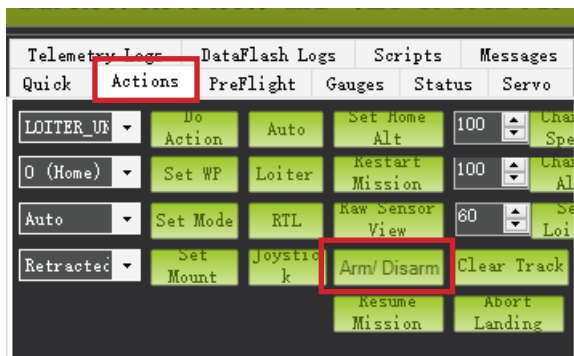 Telemetry Logs DataFlash Logs Scripts Messages
Quick Actions PreFlight Gauges Status Servo
LOITER_UN Do Action Auto Set Home Alt 100
0 (Home) Set WP Loiter Restart Mission 100
Auto Set Mode RTL Raw Sensor View 60
Retracted Set Mount Joystick Arm/ Disarm Clear Track
Resume Mission Abort Landing